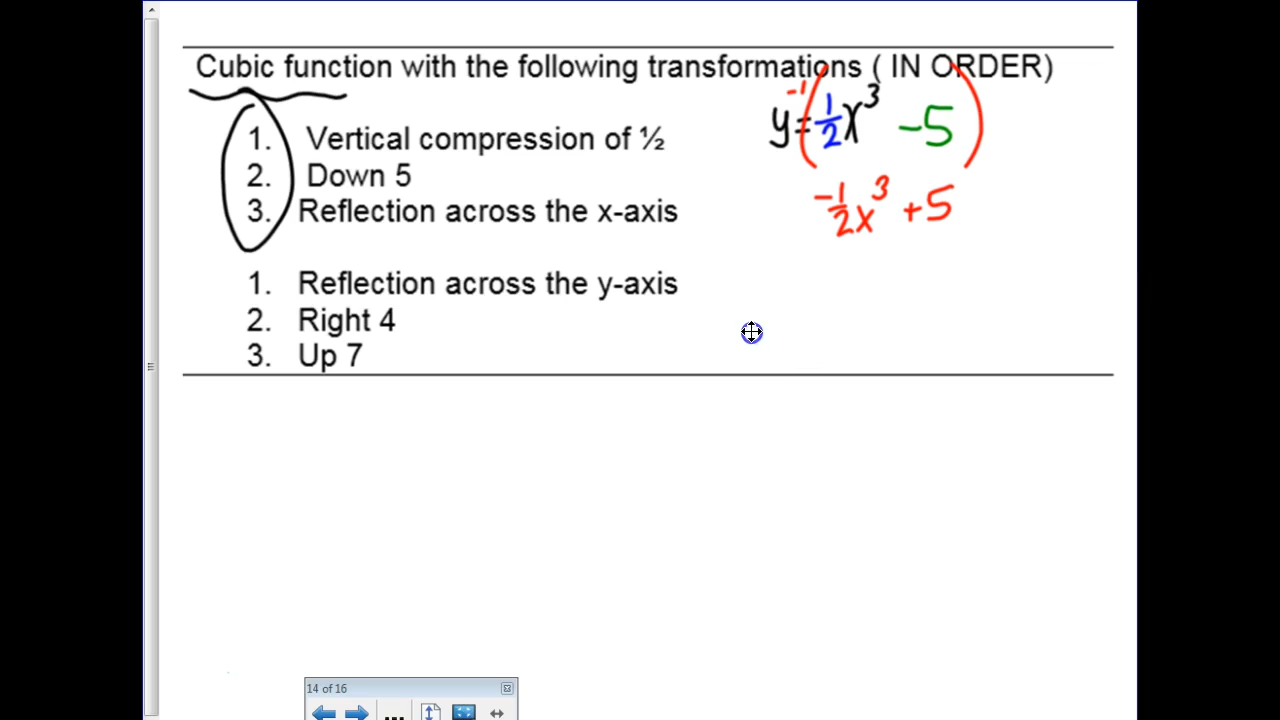 Cubic function with the following transformations ( IN ORDER)
y = -1(½x³ -5)
1. Vertical compression of ½
2. Down 5
-½x³ +5
3. Reflection across the x-axis
1. Reflection across the y-axis
2. Right 4
3. Up 7
14 of 16
...